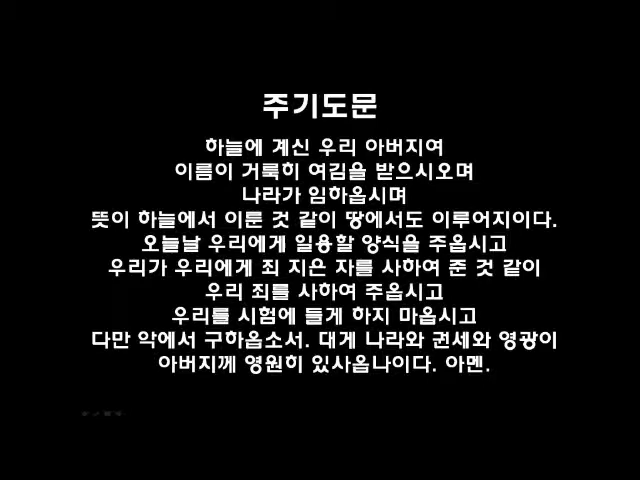 주기도문
하늘에 계신 우리 아버지여
이름이 거룩히 여김을 받으시오며
나라가 임하옵시며
뜻이 하늘에서 이룬 것 같이 땅에서도 이루어지이다.
오늘날 우리에게 일용할 양식을 주옵시고
우리가 우리에게 죄 지은 자를 사하여 준 것 같이
우리 죄를 사하여 주옵시고
우리를 시험에 들게 하지 마옵시고
다만 악에서 구하옵소서. 대게 나라와 권세와 영광이
아버지께 영원히 있사옵나이다. 아멘.